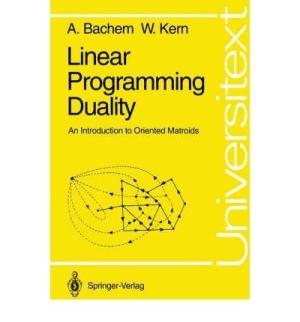 A. Bachem W. Kern
Linear
Programming
Duality
An Introduction to Oriented Matroids
Universitext
Springer-Verlag